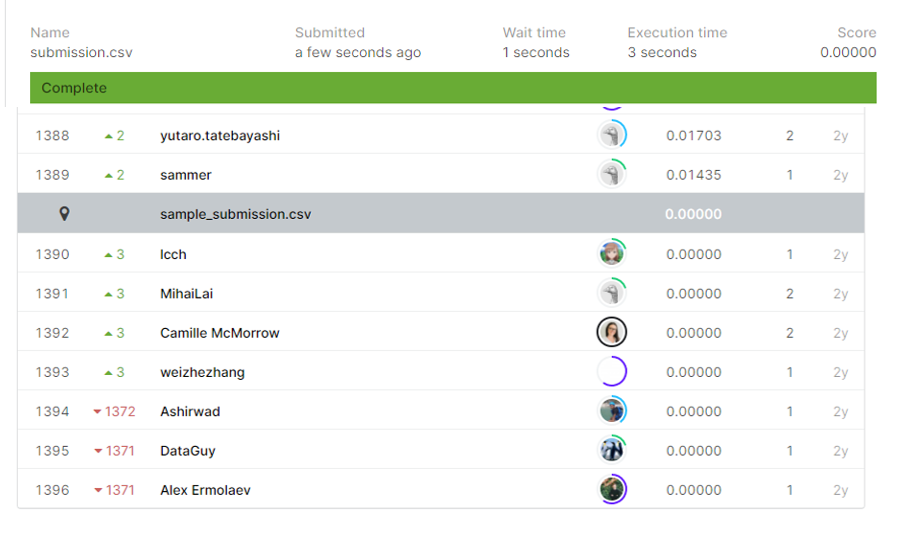 Name Submitted Wait time Execution time Score
submission.csv a few seconds ago 1 seconds 3 seconds 0.00000
Complete
1388 2 yutaro.tatebayashi 0.01703 2 2y
1389 2 sammer 0.01435 1 2y
sample_submission.csv 0.00000
1390 3 lcch 0.00000 1 2y
1391 3 MihaiLai 0.00000 2 2y
1392 3 Camille McMorrow 0.00000 2 2y
1393 3 weizhezhang 0.00000 1 2y
1394 1372 Ashirwad 0.00000 1 2y
1395 1371 DataGuy 0.00000 1 2y
1396 1371 Alex Ermolaev 0.00000 1 2y